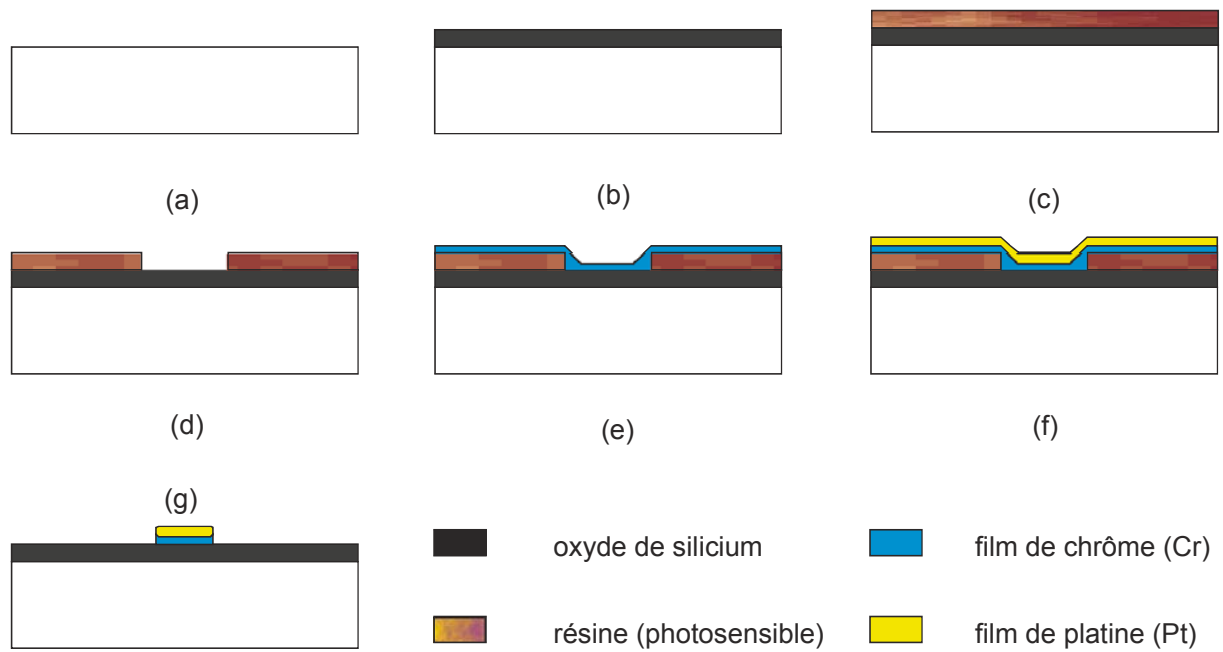 (a)
(b)
(c)
(d)
(e)
(f)
(g)
oxyde de silicium
film de chrôme (Cr)
résine (photosensible)
film de platine (Pt)